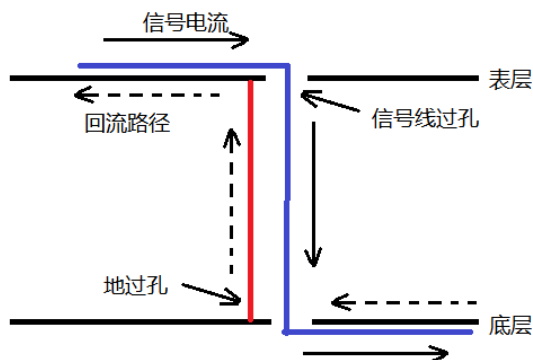 信号电流
表层
回流路径
信号线过孔
地过孔
底层